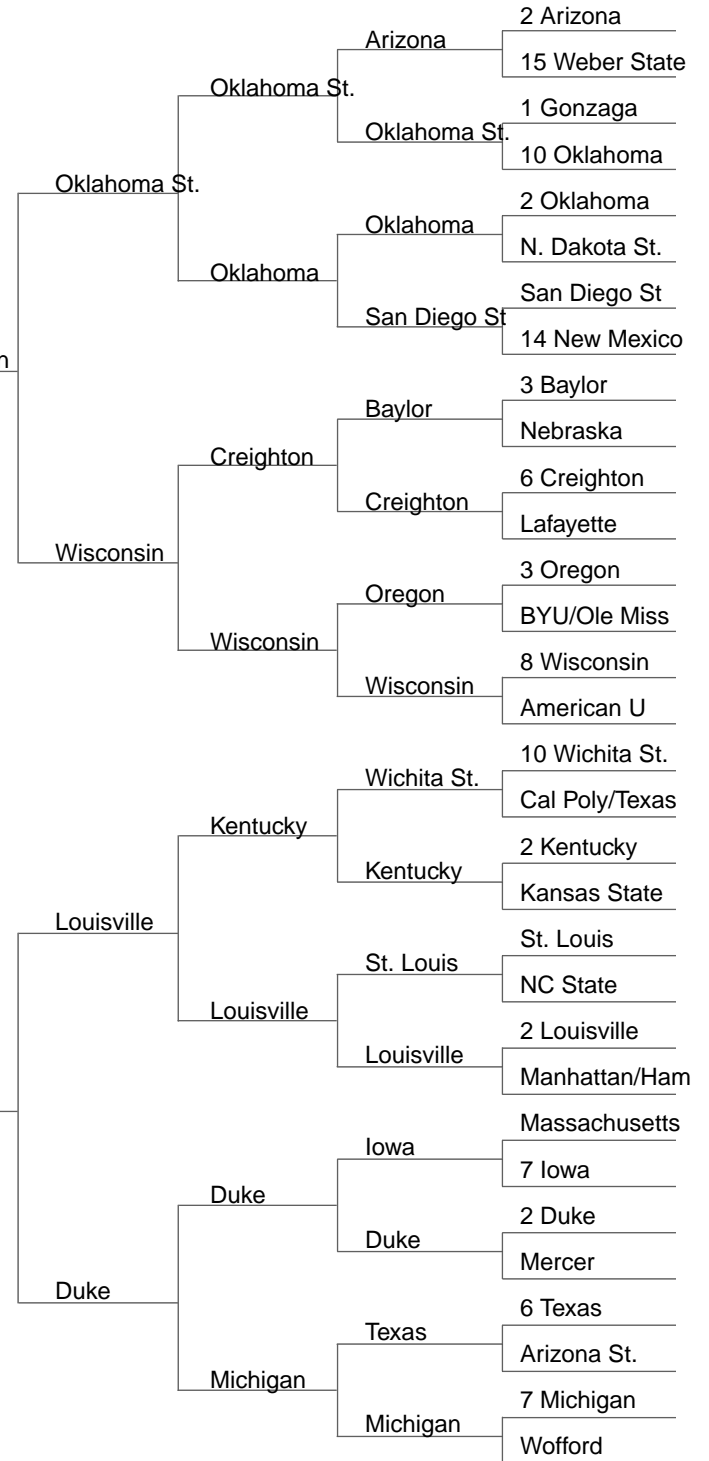 2 Arizona
Arizona
15 Weber State
Oklahoma St.
1 Gonzaga
Oklahoma St.
10 Oklahoma
Oklahoma St.
2 Oklahoma
Oklahoma
N. Dakota St.
Oklahoma
San Diego St
San Diego St
14 New Mexico
n
3 Baylor
Baylor
Nebraska
Creighton
6 Creighton
Creighton
Lafayette
Wisconsin
3 Oregon
Oregon
BYU/Ole Miss
Wisconsin
8 Wisconsin
Wisconsin
American U
10 Wichita St.
Wichita St.
Cal Poly/Texas
Kentucky
2 Kentucky
Kentucky
Kansas State
Louisville
St. Louis
St. Louis
NC State
Louisville
2 Louisville
Louisville
Manhattan/Ham
Massachusetts
Iowa
7 Iowa
Duke
2 Duke
Duke
Mercer
Duke
6 Texas
Texas
Arizona St.
Michigan
7 Michigan
Michigan
Wofford